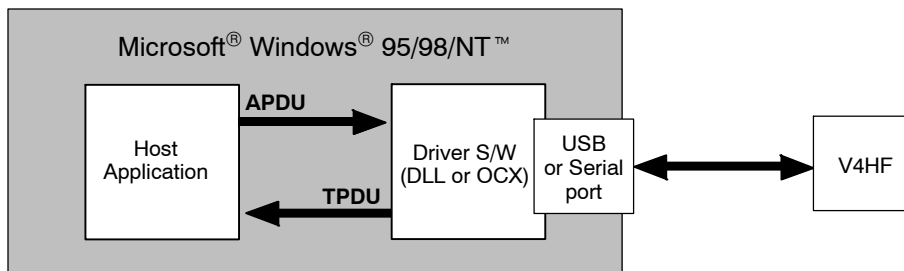 Microsoft® Windows® 95/98/NT™
APDU
Host
Application
Driver S/W
(DLL or OCX)
TPDU
USB
or Serial
port
V4HF